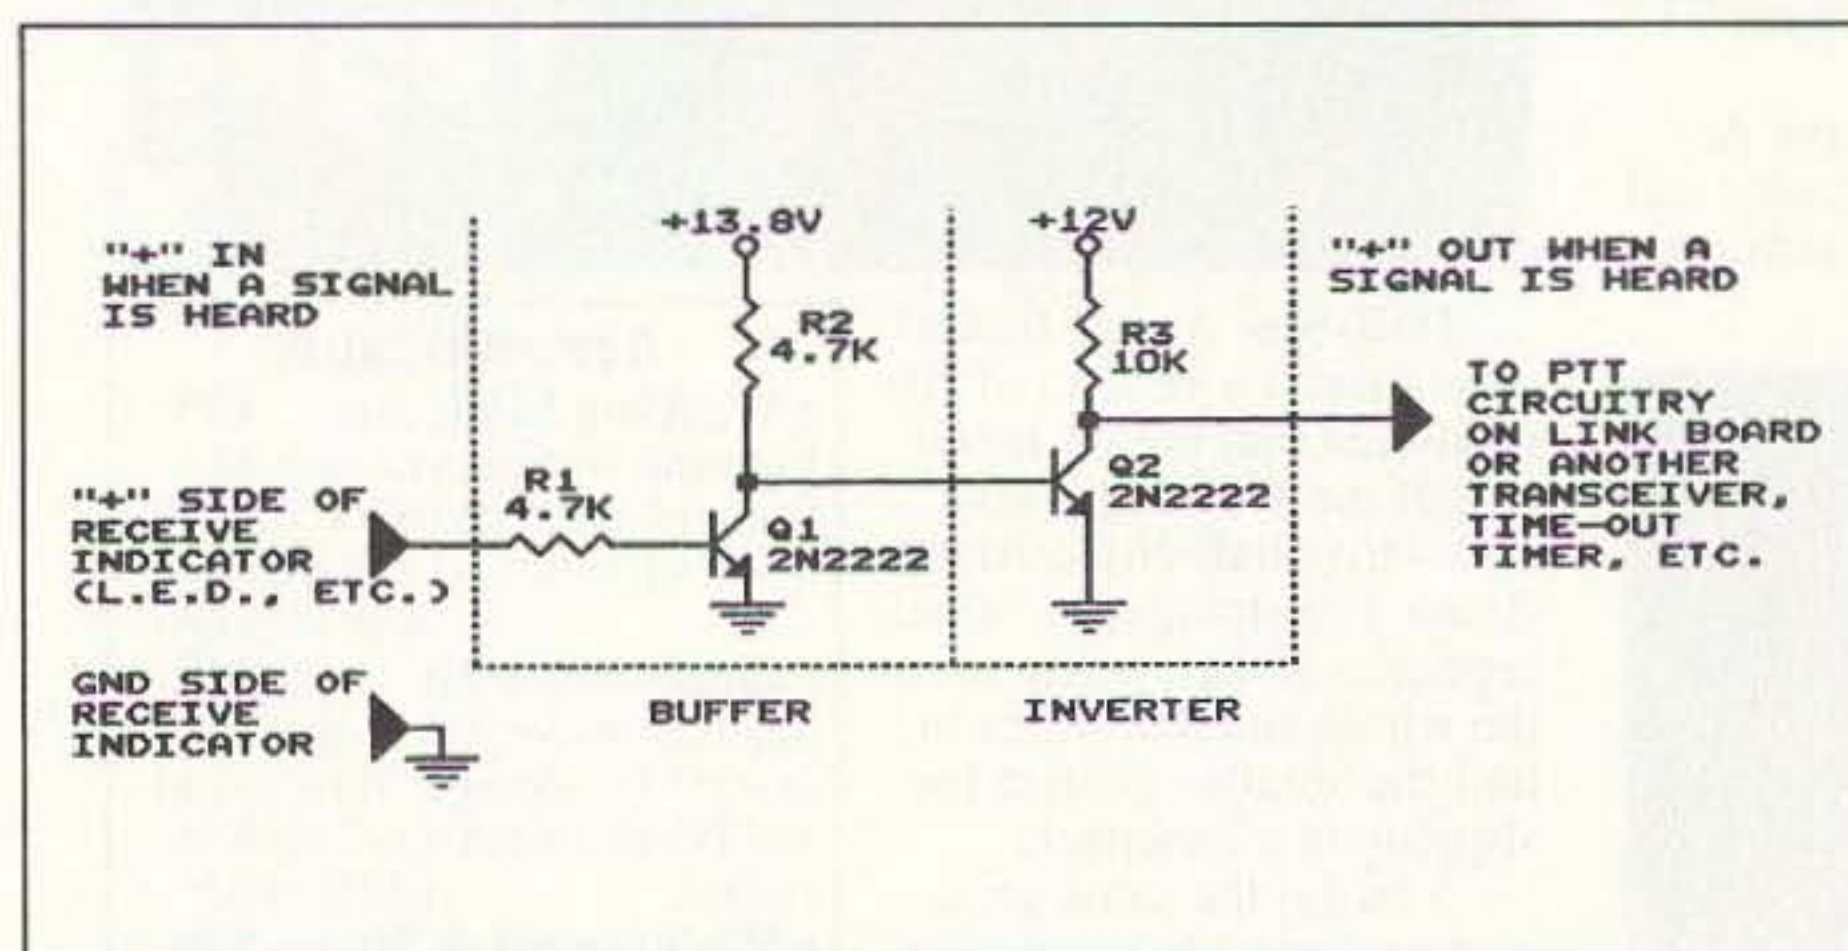 "+" IN
WHEN A SIGNAL
IS HEARD
+13.8V
+12V
"+" OUT WHEN A
SIGNAL IS HEARD
R2
4.7K
R3
10K
TO PTT
CIRCUITRY
ON LINK BOARD
OR ANOTHER
TRANSCEIVER,
TIME-OUT
TIMER, ETC.
"+" SIDE OF
RECEIVE
INDICATOR
(L.E.D., ETC.)
R1
4.7K
Q1
2N2222
Q2
2N2222
GND SIDE OF
RECEIVE
INDICATOR
BUFFER
INVERTER